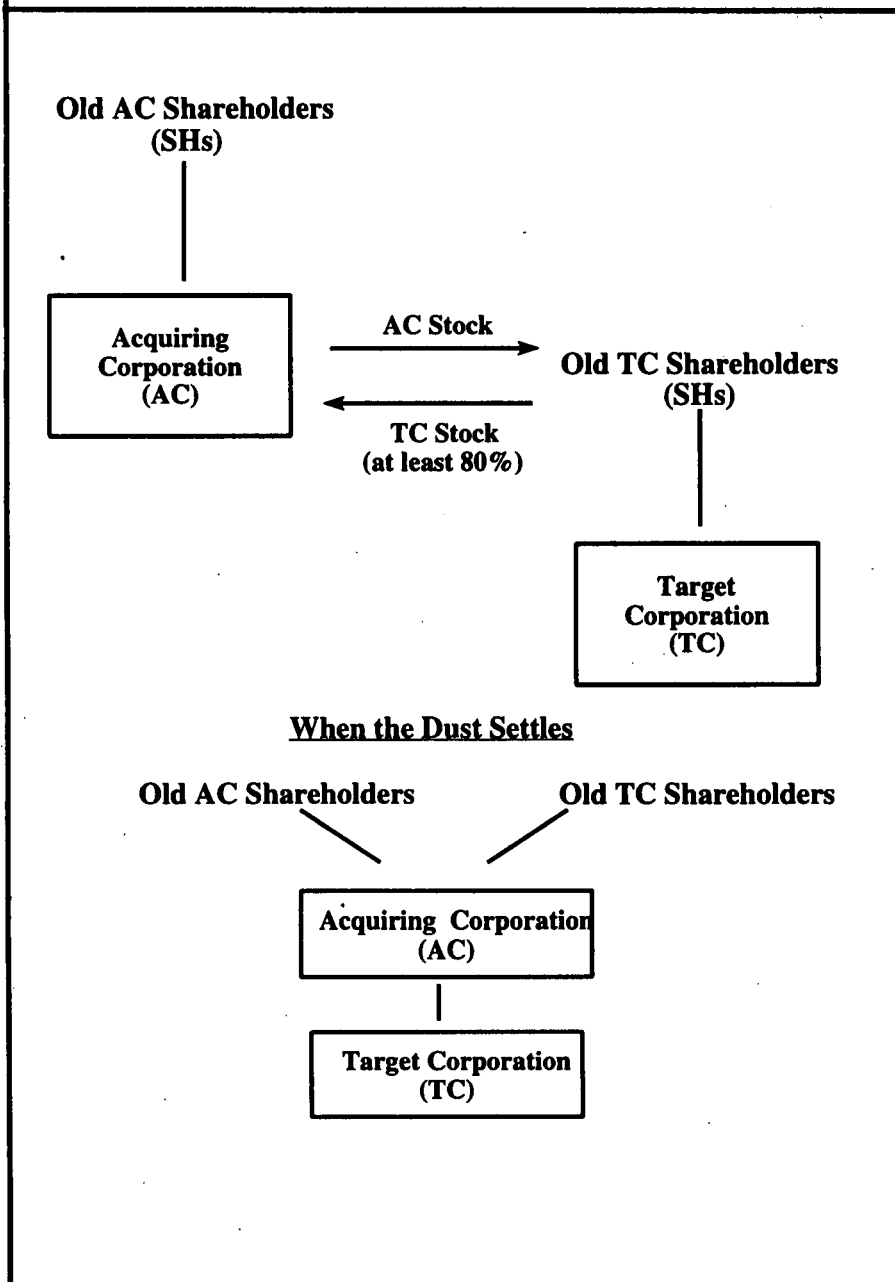 Old AC Shareholders
(SHs)
Acquiring
Corporation
(AC)
AC Stock
TC Stock
(at least 80%)
Old TC Shareholders
(SHs)
Target
Corporation
(TC)
When the Dust Settles
Old AC Shareholders
Old TC Shareholders
Acquiring Corporation
(AC)
Target Corporation
(TC)